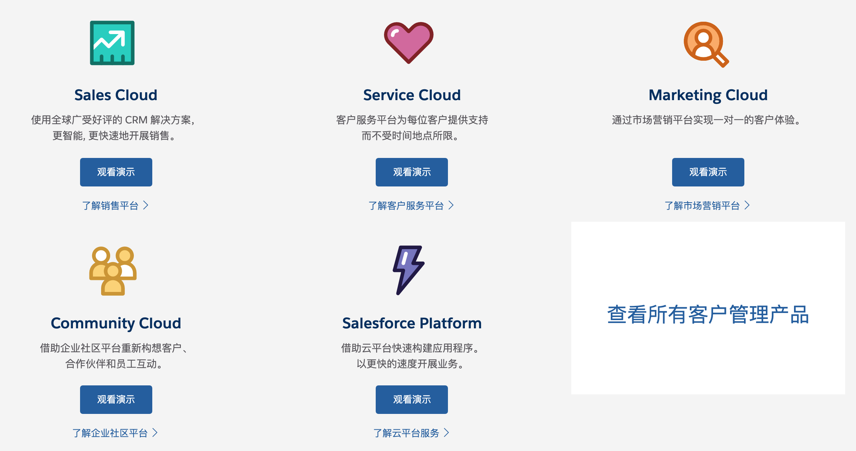 Sales Cloud
使用全球广受好评的 CRM 解决方案,
更智能, 更快速地开展销售。
观看演示
了解销售平台 >
Service Cloud
客户服务平台为每位客户提供支持
而不受时间地点所限。
观看演示
了解客户服务平台 >
Marketing Cloud
通过市场营销平台实现一对一的客户体验。
观看演示
了解市场营销平台 >
Community Cloud
借助企业社区平台重新构想客户、
合作伙伴和员工互动。
观看演示
了解企业社区平台 >
Salesforce Platform
借助云平台快速构建应用程序。
以更快的速度开展业务。
观看演示
了解云平台服务 >
查看所有客户管理产品